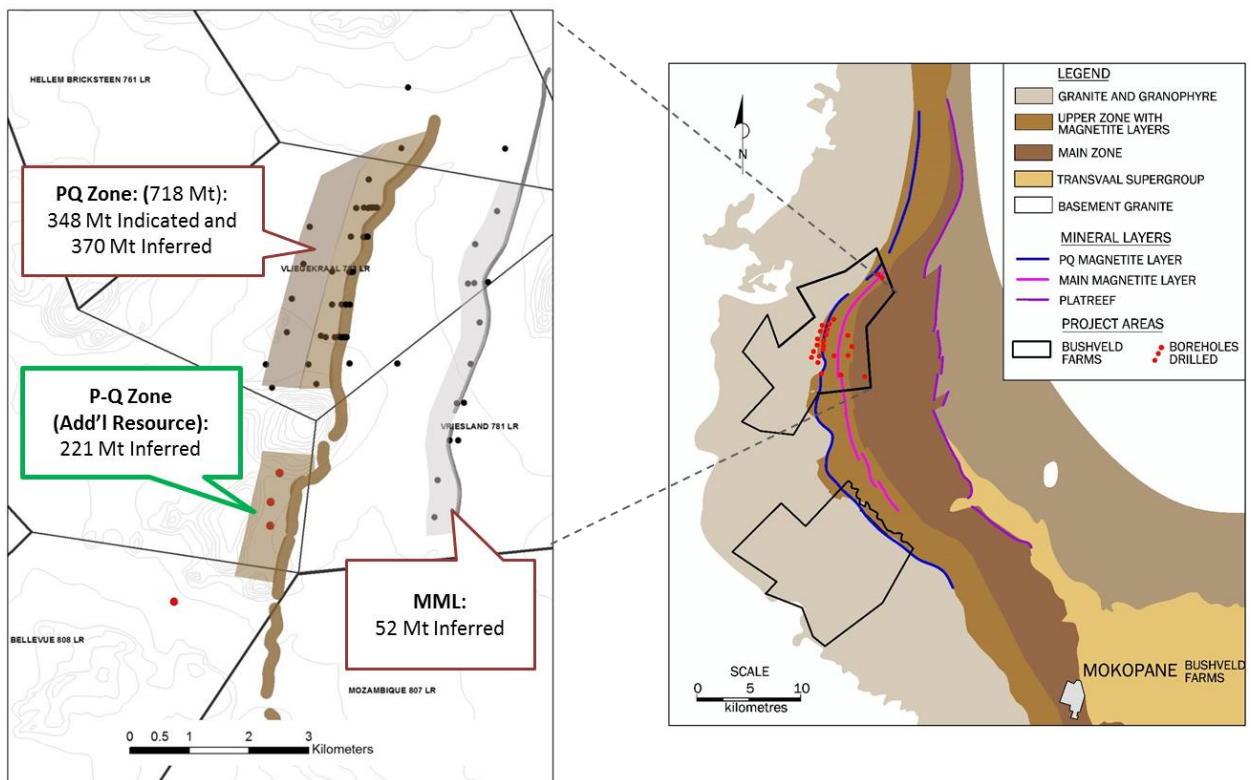 HELLEM BRICKSTEEN 761 LR
PQ Zone: (718 Mt):
348 Mt Indicated and
370 Mt Inferred
P-Q Zone
(Add'l Resource):
221 Mt Inferred
VRIESLAND 781 LR
MML:
52 Mt Inferred
BELLEVUE 808 LR
MOZAMBIQUE 807 LR
0 0.5 1 2 3
Kilometers
N
LEGEND
GRANITE AND GRANOPHYRE
UPPER ZONE WITH
MAGNETITE LAYERS
MAIN ZONE
TRANSVAAL SUPERGROUP
BASEMENT GRANITE
MINERAL LAYERS
PQ MAGNETITE LAYER
MAIN MAGNETITE LAYER
PLATREEF
PROJECT AREAS
BUSHVELD
FARMS
BOREHOLES
DRILLED
SCALE
0 5 10
kilometres
MOKOPANE
BUSHVELD
FARMS